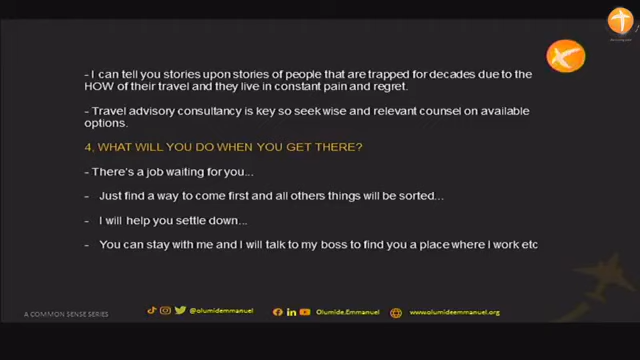 - I can tell you stories upon stories of people that are trapped for decades due to the
HOW of their travel and they live in constant pain and regret.
- Travel advisory consultancy is key so seek wise and relevant counsel on available
options.
4, WHAT WILL YOU DO WHEN YOU GET THERE?
- There's a job waiting for you...
- Just find a way to come first and all others things will be sorted...
- I will help you settle down...
- You can stay with me and I will talk to my boss to find you a place where I work etc
A COMMON SENSE SERIES @olumideemmanuel Olumide.Emmanuel www.olumideemmanuel.org